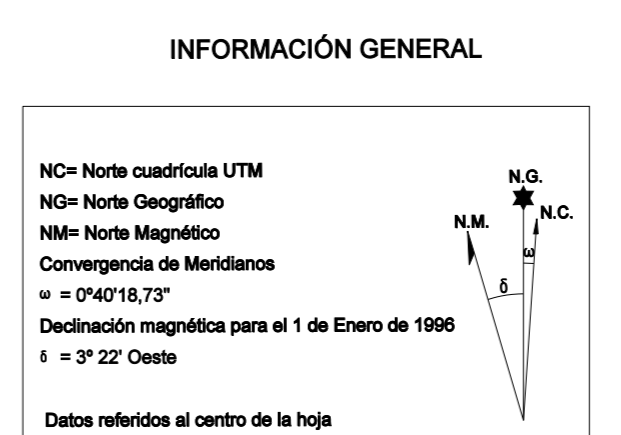 INFORMACIÓN GENERAL
NC= Norte cuadrícula UTM
NG= Norte Geográfico
NM= Norte Magnético
Convergencia de Meridianos
ω = 0º40'18,73"
Declinación magnética para el 1 de Enero de 1996
δ = 3º 22' Oeste
Datos referidos al centro de la hoja
N.G.
N.M.
N.C.
ω
δ